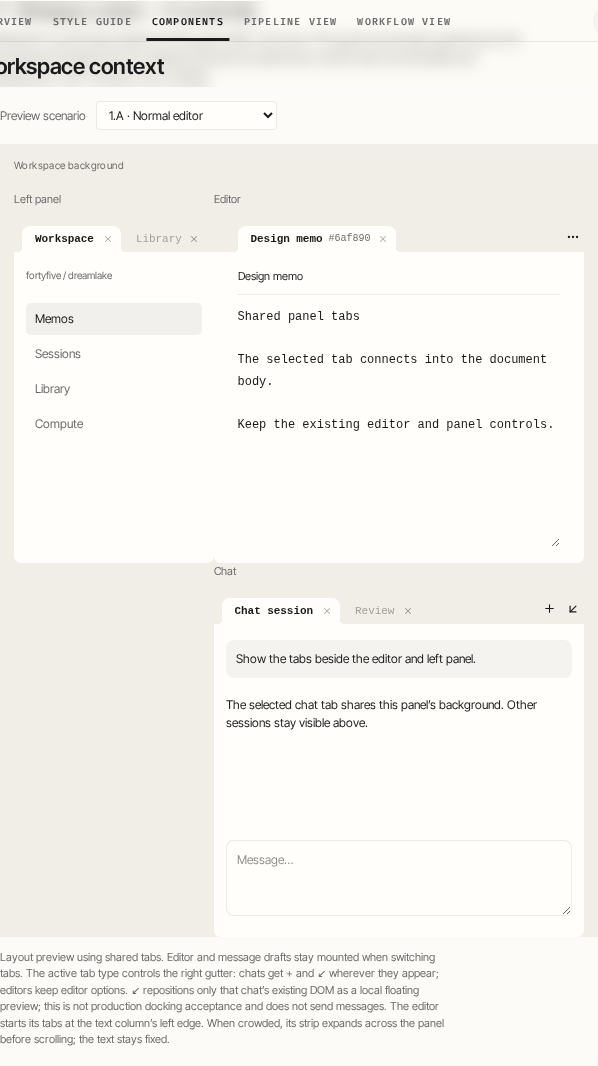 RVIEW STYLE GUIDE COMPONENTS PIPELINE VIEW WORKFLOW VIEW
orkspace context
Preview scenario 1.A · Normal editor
Workspace background
Left panel Editor
Workspace × Library × Design memo #6af890 × ···
fortyfive / dreamlake
Design memo
Memos
Sessions
Library
Compute
Shared panel tabs
The selected tab connects into the document
body.
Keep the existing editor and panel controls.
Chat
Chat session × Review × + ↙
Show the tabs beside the editor and left panel.
The selected chat tab shares this panel’s background. Other
sessions stay visible above.
Message...
Layout preview using shared tabs. Editor and message drafts stay mounted when switching
tabs. The active tab type controls the right gutter: chats get + and ↙ wherever they appear;
editors keep editor options. ↙ repositions only that chat’s existing DOM as a local floating
preview; this is not production docking acceptance and does not send messages. The editor
starts its tabs at the text column’s left edge. When crowded, its strip expands across the panel
before scrolling; the text stays fixed.